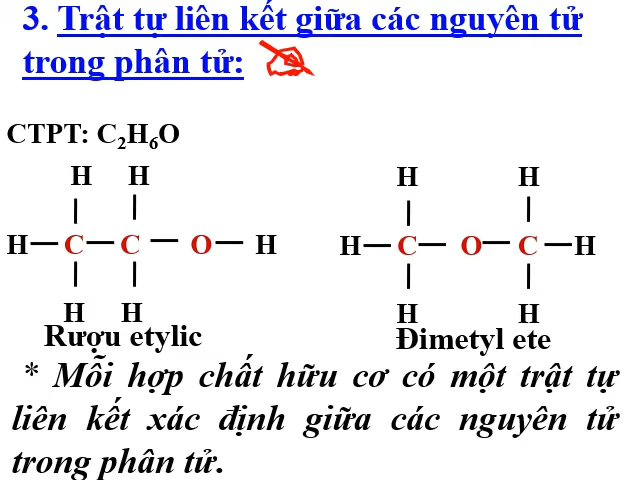 3. Trật tự liên kết giữa các nguyên tử
trong phân tử:
CTPT: C₂H₆O
H H H H
H C C O H H C O C H
H H H H
Rượu etylic Đimetyl ete
* Mỗi hợp chất hữu cơ có một trật tự
liên kết xác định giữa các nguyên tử
trong phân tử.